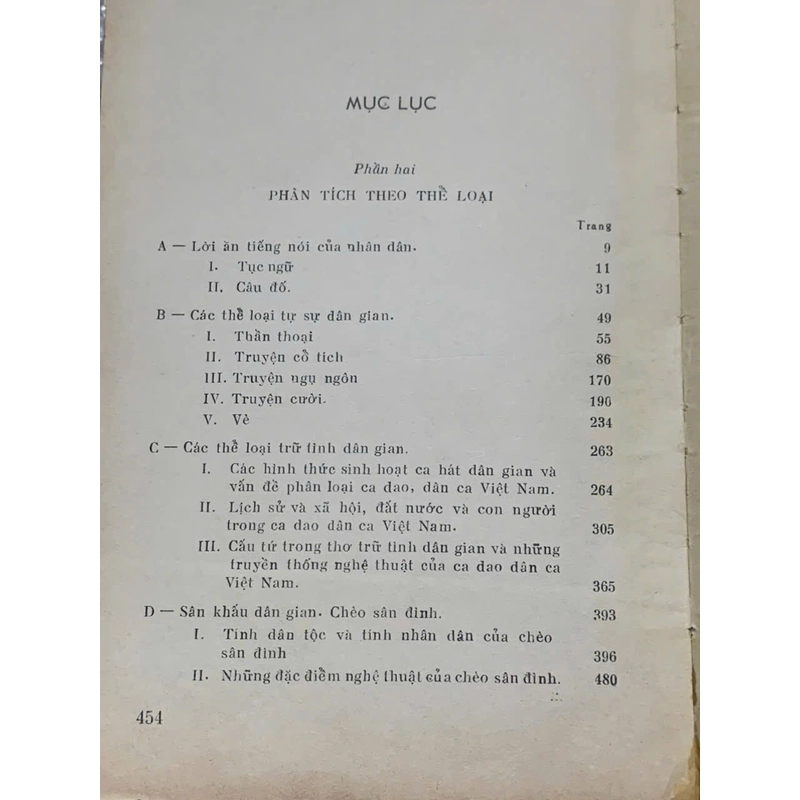 MỤC LỤC
Phần hai
PHÂN TÍCH THEO THỂ LOẠI
Trang
A — Lời ăn tiếng nói của nhân dân. 9
I. Tục ngữ 11
II. Câu đố. 31
B — Các thể loại tự sự dân gian. 49
I. Thần thoại 55
II. Truyện cổ tích 86
III. Truyện ngụ ngôn 170
IV. Truyện cười. 196
V. Vè 234
C — Các thể loại trữ tình dân gian. 263
I. Các hình thức sinh hoạt ca hát dân gian và
vấn đề phân loại ca dao, dân ca Việt Nam. 264
II. Lịch sử và xã hội, đất nước và con người
trong ca dao dân ca Việt Nam. 305
III. Cấu tứ trong thơ trữ tình dân gian và những
truyền thống nghệ thuật của ca dao dân ca
Việt Nam. 365
D — Sân khấu dân gian. Chèo sân đình. 393
I. Tính dân tộc và tính nhân dân của chèo
sân đình 396
II. Những đặc điểm nghệ thuật của chèo sân đình. 480
454